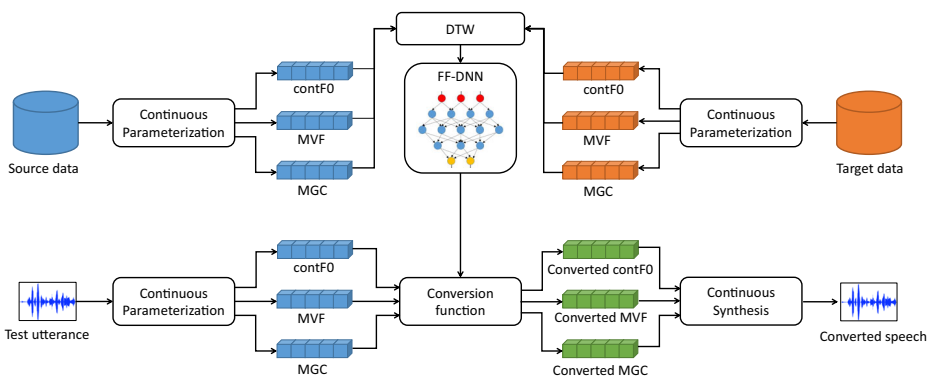 DTW
FF-DNN
contF0
contF0
Continuous
Parameterization
MVF
MVF
Continuous
Parameterization
Source data
MGC
MGC
Target data
contF0
Converted contF0
Test utterance
Continuous
Parameterization
MVF
Conversion
function
Converted MVF
Continuous
Synthesis
Converted speech
MGC
Converted MGC